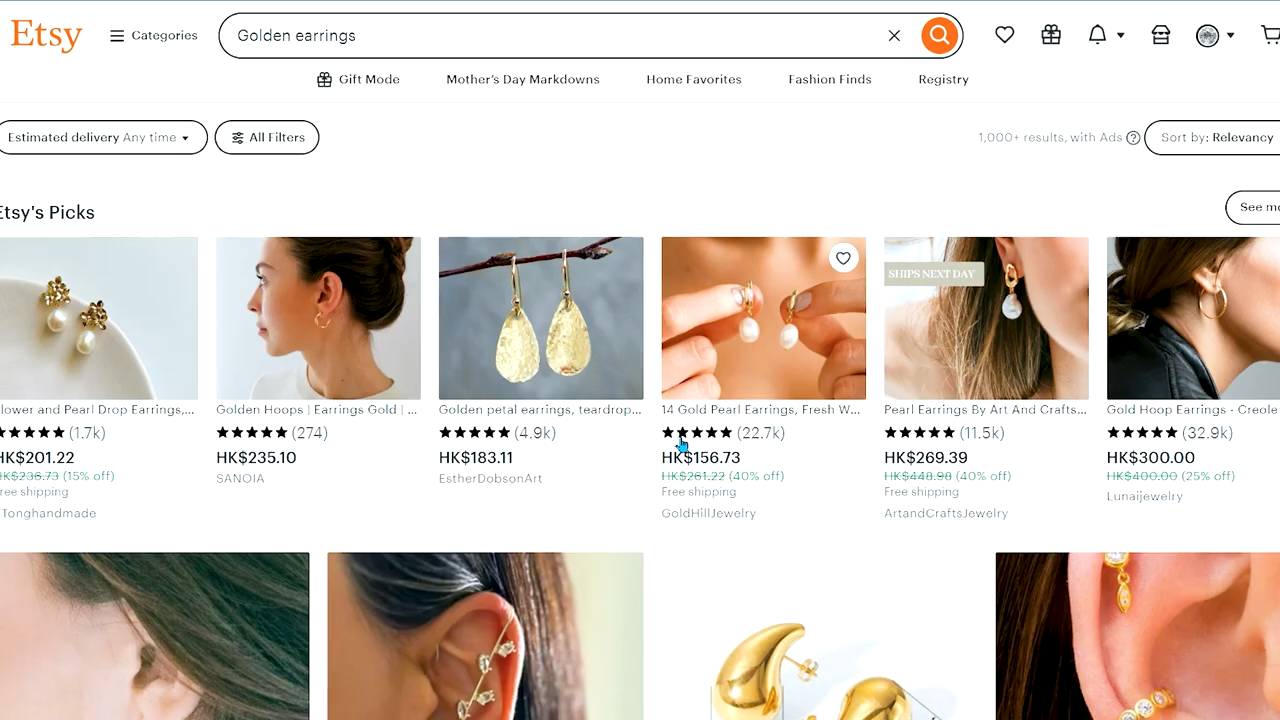 Etsy
Categories
Golden earrings
Gift Mode
Mother's Day Markdowns
Home Favorites
Fashion Finds
Registry
Estimated delivery Any time
All Filters
1,000+ results, with Ads
Sort by: Relevancy
Etsy's Picks
See mo
lower and Pearl Drop Earrings,...
(1.7k)
HK$201.22
HK$236.73 (15% off)
Free shipping
Tonghandmade
Golden Hoops | Earrings Gold | ...
(274)
HK$235.10
SANOIA
Golden petal earrings, teardrop...
(4.9k)
HK$183.11
EstherDobsonArt
14 Gold Pearl Earrings, Fresh W...
(22.7k)
HK$156.73
HK$261.22 (40% off)
Free shipping
GoldHillJewelry
SHIPS NEXT DAY
Pearl Earrings By Art And Crafts...
(11.5k)
HK$269.39
HK$448.98 (40% off)
Free shipping
ArtandCraftsJewelry
Gold Hoop Earrings - Creole
(32.9k)
HK$300.00
HK$400.00 (25% off)
Lunaijewelry